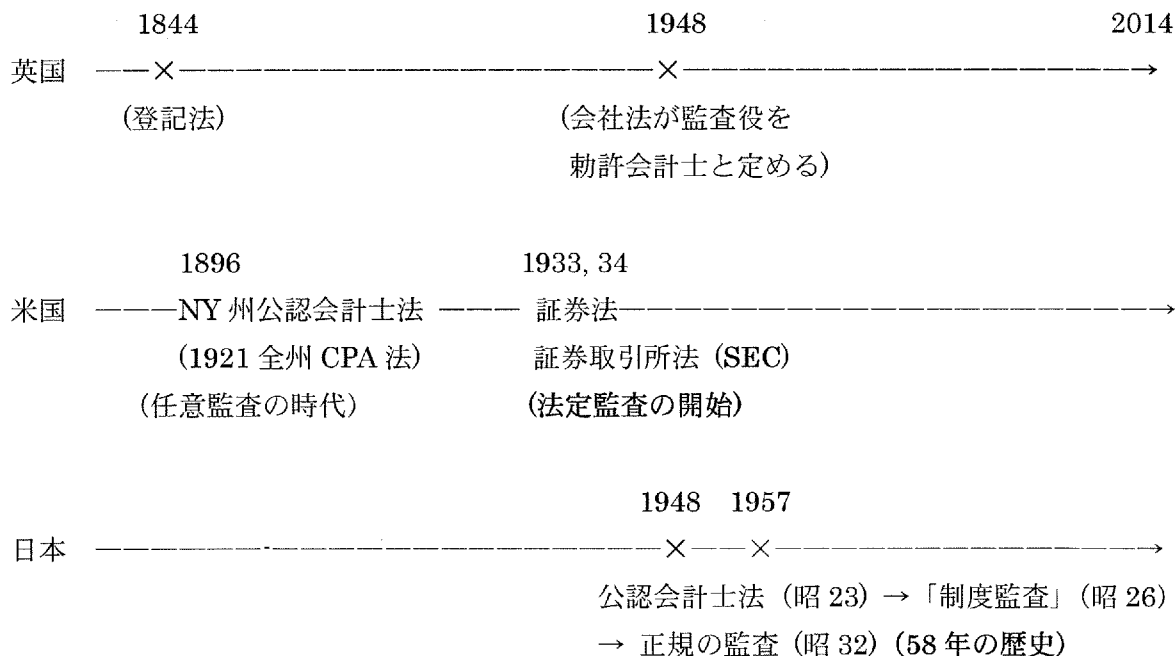 1844 1948 2014
英国 ――×――――――――――――――――×――――――――――――――――→
(登記法) (会社法が監査役を
勅許会計士と定める)
1896 1933, 34
米国 ―――NY 州公認会計士法 ――― 証券法――――――――――――――――――→
(1921 全州 CPA 法) 証券取引所法 (SEC)
(任意監査の時代) (法定監査の開始)
1948 1957
日本 ――――――――――――――――――――×――×――――――――――――――→
公認会計士法 (昭 23) → 「制度監査」 (昭 26)
→ 正規の監査 (昭 32) (58 年の歴史)